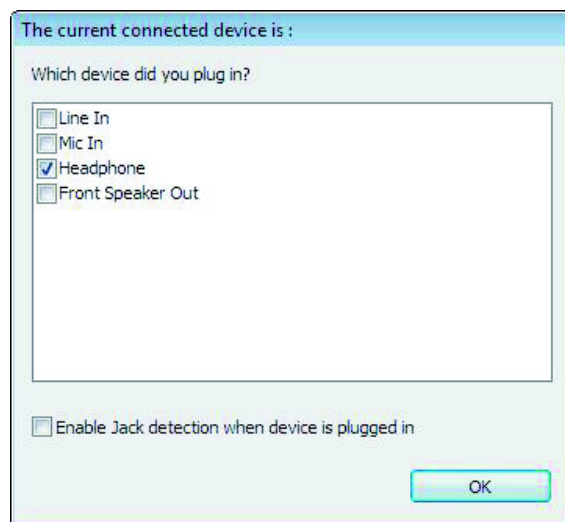 The current connected device is :
Which device did you plug in?
Line In
Mic In
Headphone
Front Speaker Out
Enable Jack detection when device is plugged in
OK